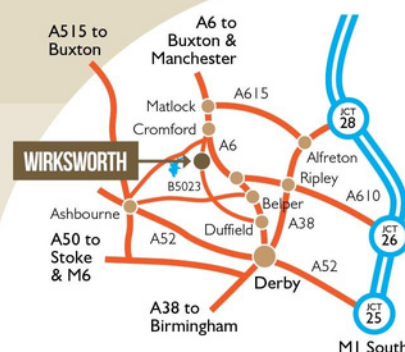 A515 to
Buxton
A6 to
Buxton &
Manchester
A615
Matlock
JCT
28
Cromford
A6
Alfreton
WIRKSWORTH
B5023
Ripley
A610
Belper
Ashbourne
A38
Duffield
JCT
26
A50 to
Stoke
& M6
A52
A52
Derby
JCT
25
A38 to
Birmingham
M1 South